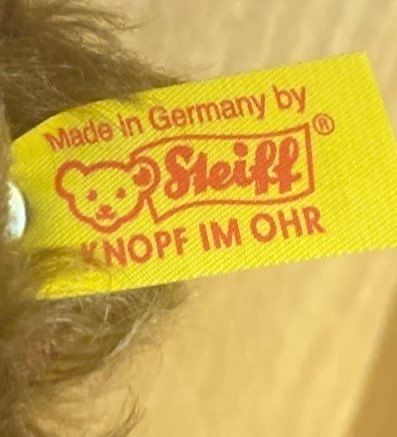 Made in Germany by
Steiff®
KNOPF IM OHR